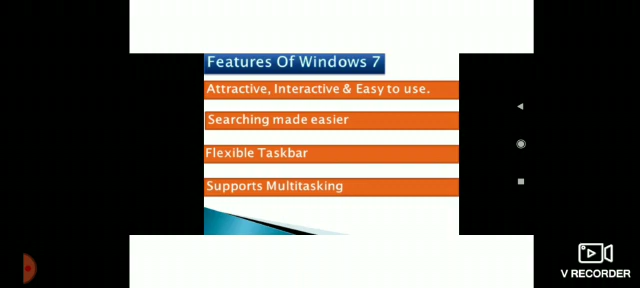 Features Of Windows 7
Attractive, Interactive & Easy to use.
Searching made easier
Flexible Taskbar
Supports Multitasking
V RECORDER